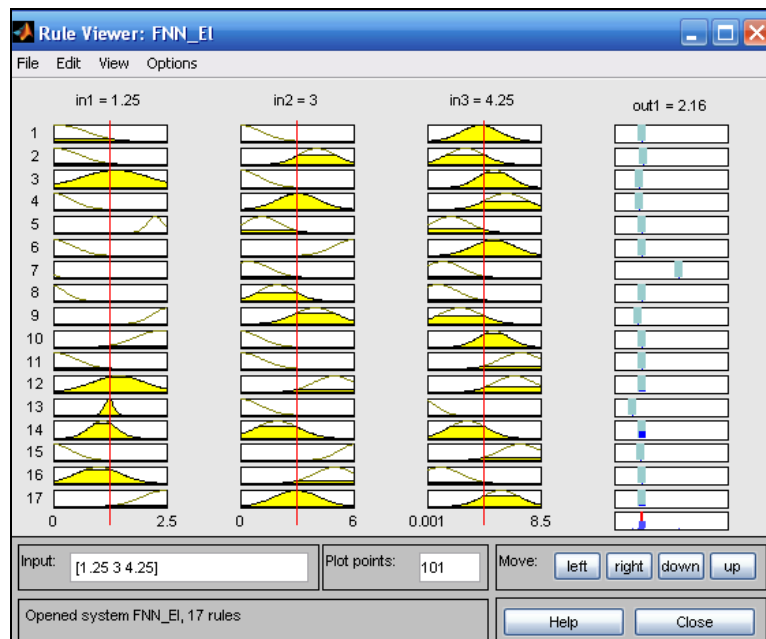 Rule Viewer: FNN_EI
File Edit View Options
in1 = 1.25 in2 = 3 in3 = 4.25 out1 = 2.16
1
2
3
4
5
6
7
8
9
10
11
12
13
14
15
16
17
0 2.5 0 6 0.001 8.5
Input: [1.25 3 4.25] Plot points: 101 Move: left right down up
Opened system FNN_EI, 17 rules Help Close